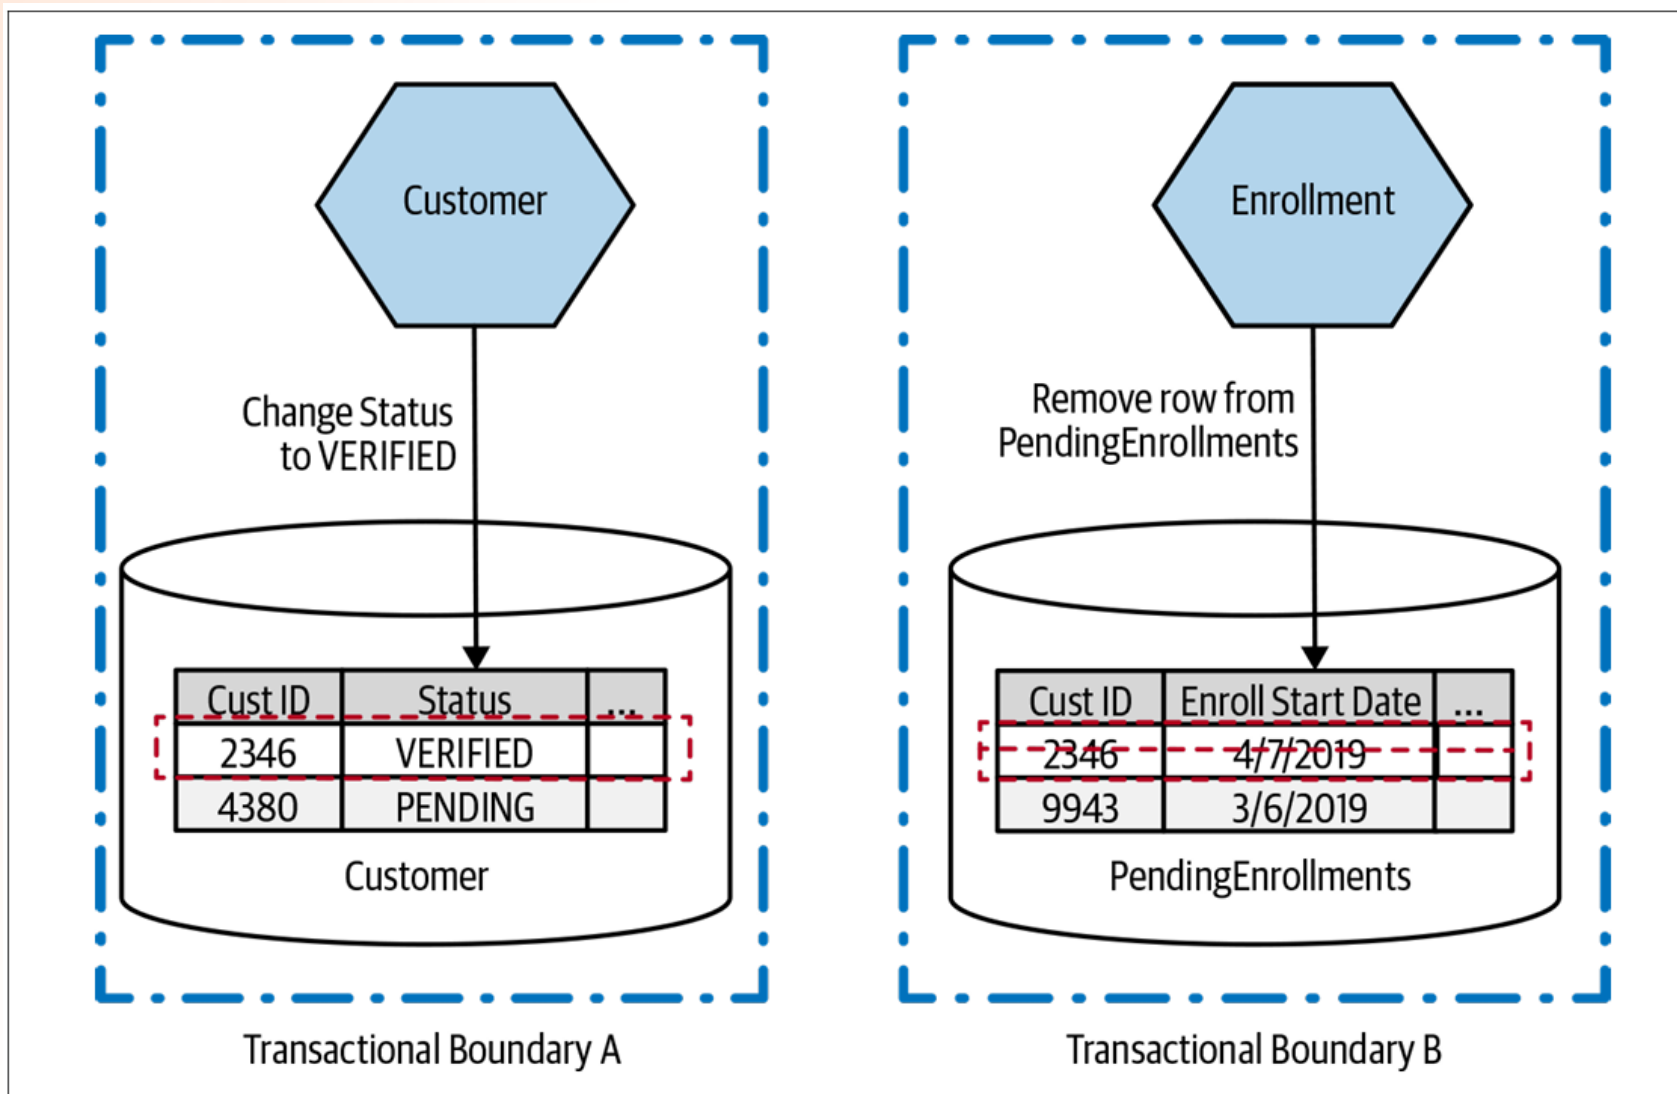 Customer
Change Status
to VERIFIED
Cust ID Status ...
2346 VERIFIED
4380 PENDING
Customer
Transactional Boundary A
Enrollment
Remove row from
PendingEnrollments
Cust ID Enroll Start Date ...
2346 4/7/2019
9943 3/6/2019
PendingEnrollments
Transactional Boundary B